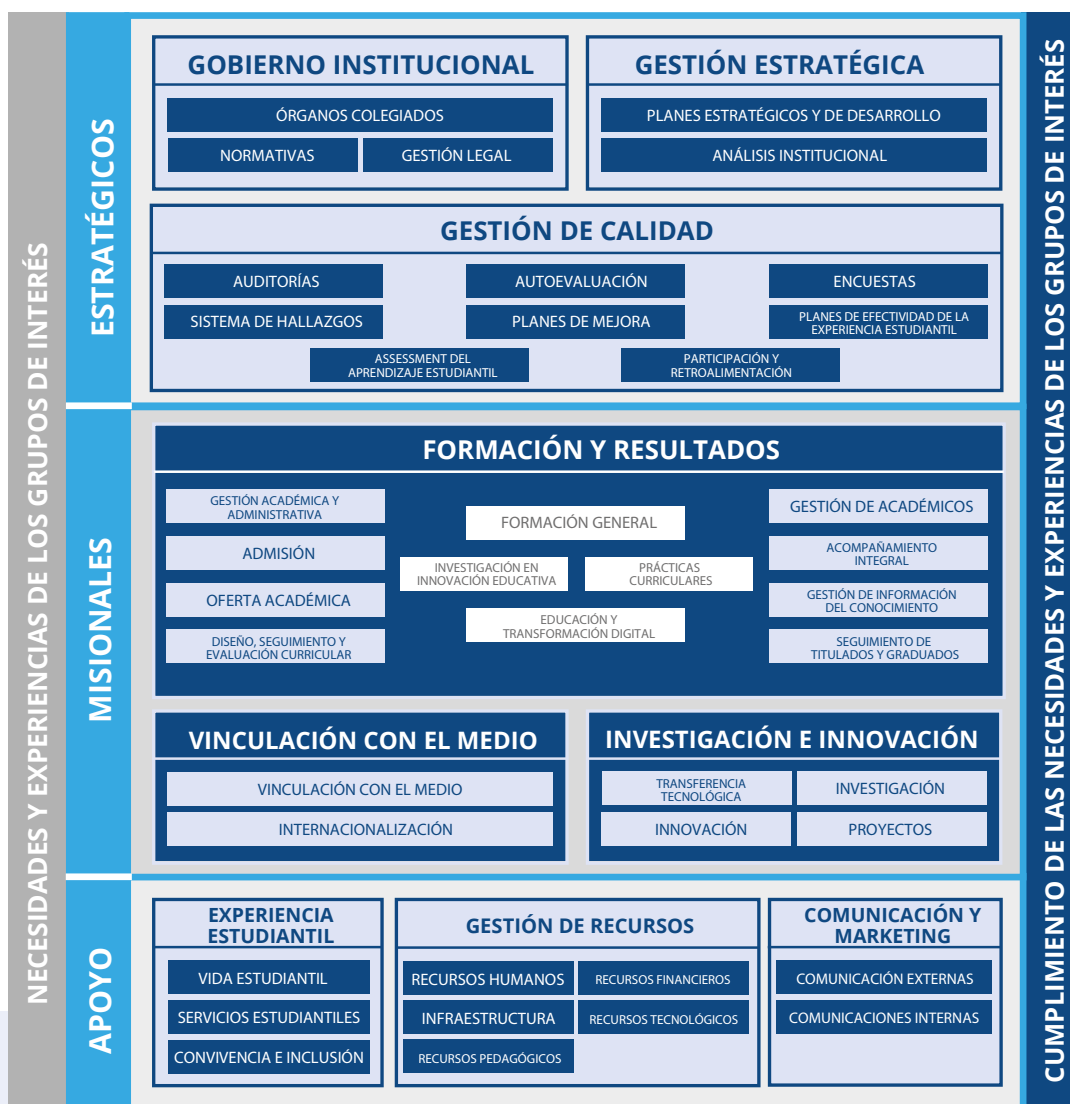 NECESIDADES Y EXPERIENCIAS DE LOS GRUPOS DE INTERÉS
ESTRATÉGICOS
GOBIERNO INSTITUCIONAL
ÓRGANOS COLEGIADOS
NORMATIVAS
GESTIÓN LEGAL
GESTIÓN ESTRATÉGICA
PLANES ESTRATÉGICOS Y DE DESARROLLO
ANÁLISIS INSTITUCIONAL
GESTIÓN DE CALIDAD
AUDITORÍAS
AUTOEVALUACIÓN
ENCUESTAS
SISTEMA DE HALLAZGOS
PLANES DE MEJORA
PLANES DE EFECTIVIDAD DE LA
EXPERIENCIA ESTUDIANTIL
ASSESSMENT DEL
APRENDIZAJE ESTUDIANTIL
PARTICIPACIÓN Y
RETROALIMENTACIÓN
MISIONALES
FORMACIÓN Y RESULTADOS
GESTIÓN ACADÉMICA Y
ADMINISTRATIVA
ADMISIÓN
OFERTA ACADÉMICA
DISEÑO, SEGUIMIENTO Y
EVALUACIÓN CURRICULAR
FORMACIÓN GENERAL
INVESTIGACIÓN EN
INNOVACIÓN EDUCATIVA
PRÁCTICAS
CURRICULARES
EDUCACIÓN Y
TRANSFORMACIÓN DIGITAL
GESTIÓN DE ACADÉMICOS
ACOMPAÑAMIENTO
INTEGRAL
GESTIÓN DE INFORMACIÓN
DEL CONOCIMIENTO
SEGUIMIENTO DE
TITULADOS Y GRADUADOS
VINCULACIÓN CON EL MEDIO
VINCULACIÓN CON EL MEDIO
INTERNACIONALIZACIÓN
INVESTIGACIÓN E INNOVACIÓN
TRANSFERENCIA
TECNOLÓGICA
INVESTIGACIÓN
INNOVACIÓN
PROYECTOS
APOYO
EXPERIENCIA
ESTUDIANTIL
VIDA ESTUDIANTIL
SERVICIOS ESTUDIANTILES
CONVIVENCIA E INCLUSIÓN
GESTIÓN DE RECURSOS
RECURSOS HUMANOS
RECURSOS FINANCIEROS
INFRAESTRUCTURA
RECURSOS TECNOLÓGICOS
RECURSOS PEDAGÓGICOS
COMUNICACIÓN Y
MARKETING
COMUNICACIÓN EXTERNAS
COMUNICACIONES INTERNAS
CUMPLIMIENTO DE LAS NECESIDADES Y EXPERIENCIAS DE LOS GRUPOS DE INTERÉS